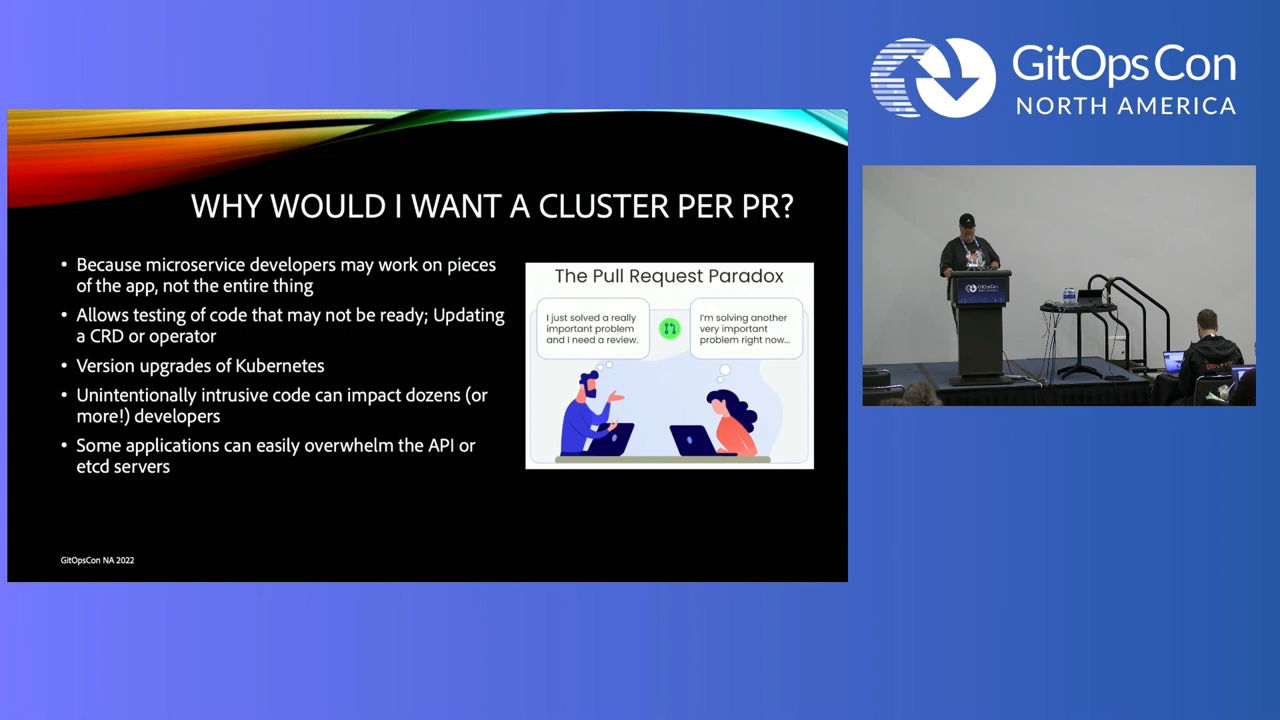 GitOpsCon
NORTH AMERICA
WHY WOULD I WANT A CLUSTER PER PR?
• Because microservice developers may work on pieces
of the app, not the entire thing
• Allows testing of code that may not be ready; Updating
a CRD or operator
• Version upgrades of Kubernetes
• Unintentionally intrusive code can impact dozens (or
more!) developers
• Some applications can easily overwhelm the API or
etcd servers
The Pull Request Paradox
I just solved a really
important problem
and I need a review.
I'm solving another
very important
problem right now...
GitOpsCon NA 2022
GitOpsCon